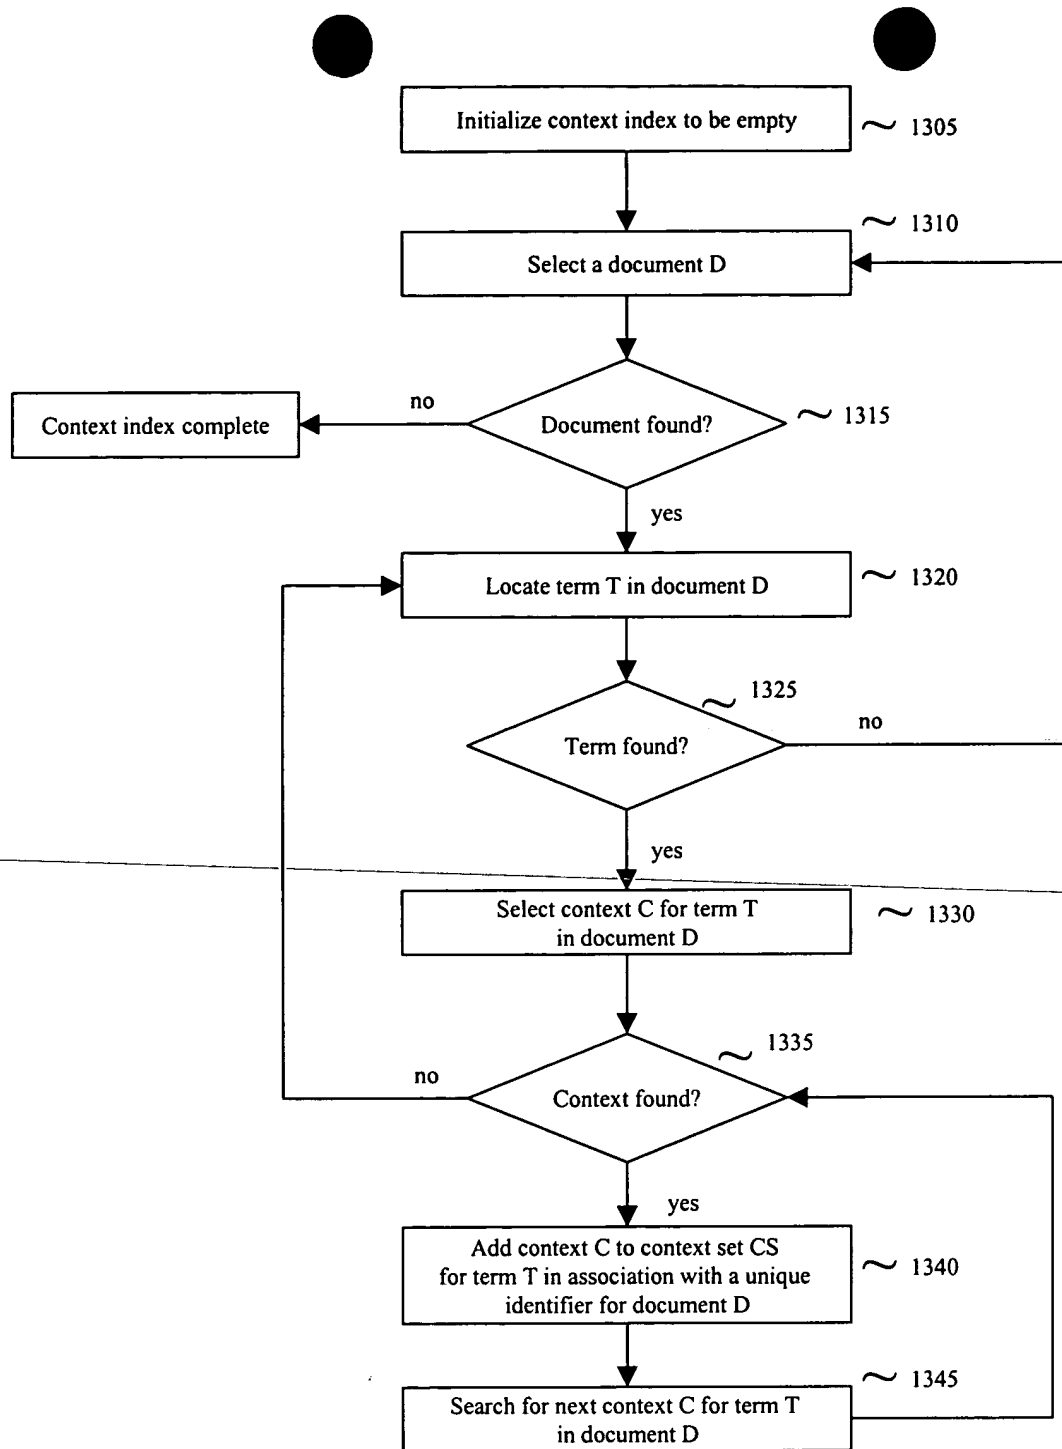 Initialize context index to be empty
1305
1310
Select a document D
no
Document found?
1315
Context index complete
yes
Locate term T in document D
1320
1325
Term found?
no
yes
Select context C for term T
in document D
1330
1335
no
Context found?
yes
Add context C to context set CS
for term T in association with a unique
identifier for document D
1340
1345
Search for next context C for term T
in document D